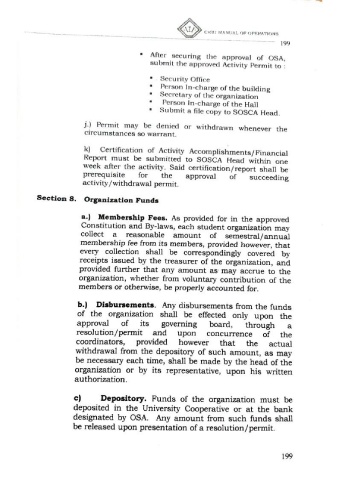 CSSU MANUAL OF OPERATIONS
199
* After securing the approval of OSA,
submit the approved Activity Permit to :
* Security Office
* Person In-charge of the building
* Secretary of the organization
* Person In-charge of the Hall
* Submit a file copy to SOSCA Head.
j.) Permit may be denied or withdrawn whenever the
circumstances so warrant.
k) Certification of Activity Accomplishments/Financial
Report must be submitted to SOSCA Head within one
week after the activity. Said certification/report shall be
prerequisite for the approval of succeeding
activity/withdrawal permit.
Section 8. Organization Funds
a.) Membership Fees. As provided for in the approved
Constitution and By-laws, each student organization may
collect a reasonable amount of semestral/annual
membership fee from its members, provided however, that
every collection shall be correspondingly covered by
receipts issued by the treasurer of the organization, and
provided further that any amount as may accrue to the
organization, whether from voluntary contribution of the
members or otherwise, be properly accounted for.
b.) Disbursements. Any disbursements from the funds
of the organization shall be effected only upon the
approval of its governing board, through a
resolution/permit and upon concurrence of the
coordinators, provided however that the actual
withdrawal from the depository of such amount, as may
be necessary each time, shall be made by the head of the
organization or by its representative, upon his written
authorization.
c) Depository. Funds of the organization must be
deposited in the University Cooperative or at the bank
designated by OSA. Any amount from such funds shall
be released upon presentation of a resolution/permit.
199